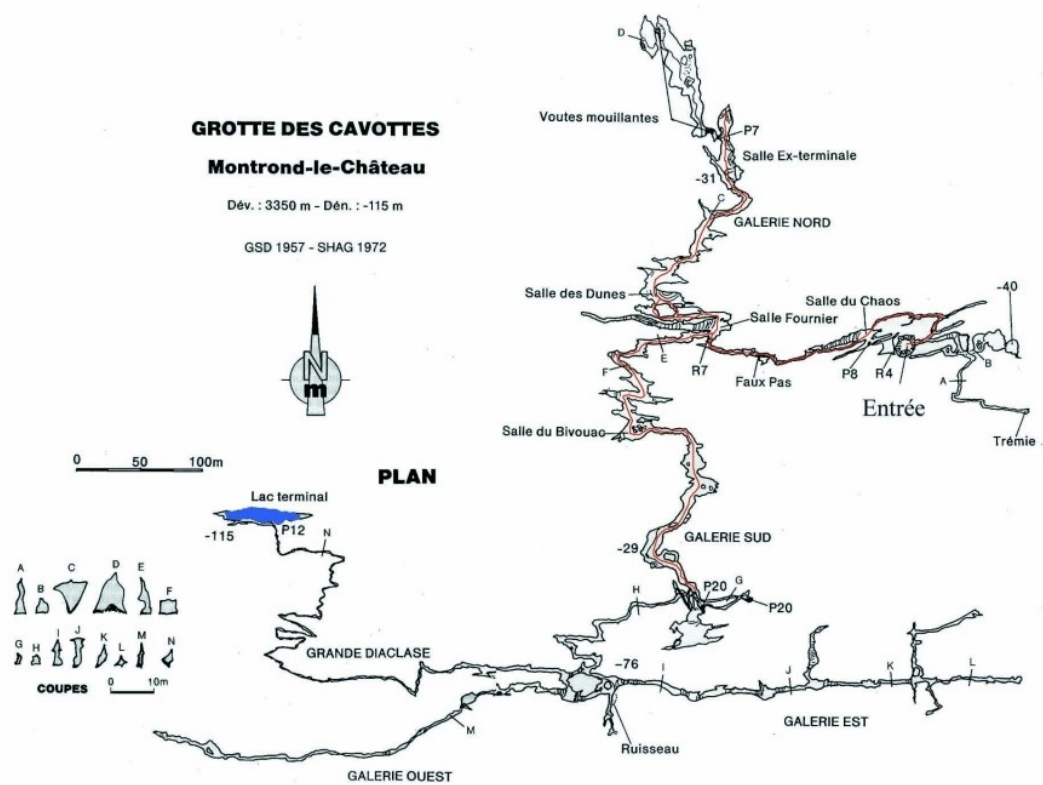 GROTTE DES CAVOTTES
Montrond-le-Château
Dév. : 3350 m – Dén. : -115 m
GSD 1957 – SHAG 1972
N
m
0 50 100m
PLAN
D
Voutes mouillantes
P7
Salle Ex-terminale
-31
C
GALERIE NORD
Salle des Dunes
Salle du Chaos
-40
Salle Fournier
E
F
R7
Faux Pas
P8
R4
B
A
Entrée
Trémie
Salle du Bivouac
Lac terminal
-115
P12
N
GALERIE SUD
-29
H
P20
G
P20
A B C D E F
G H I J K L M N
COUPES 0 10m
GRANDE DIACLASE
-76
I
J
K
L
M
Ruisseau
GALERIE EST
GALERIE OUEST